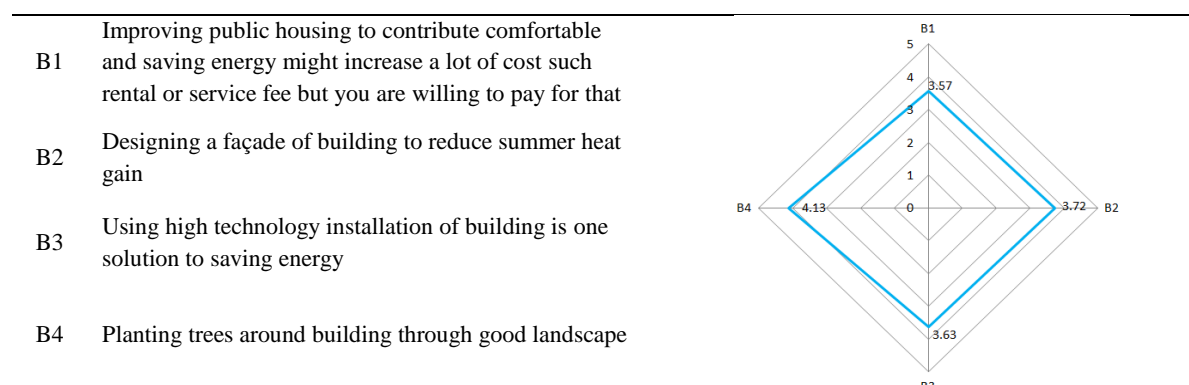 B1
Improving public housing to contribute comfortable
and saving energy might increase a lot of cost such
rental or service fee but you are willing to pay for that
B2
Designing a façade of building to reduce summer heat
gain
B3
Using high technology installation of building is one
solution to saving energy
B4
Planting trees around building through good landscape
B1
5
4
3.57
3
2
1
B4
4.13
0
3.72
B2
3.63